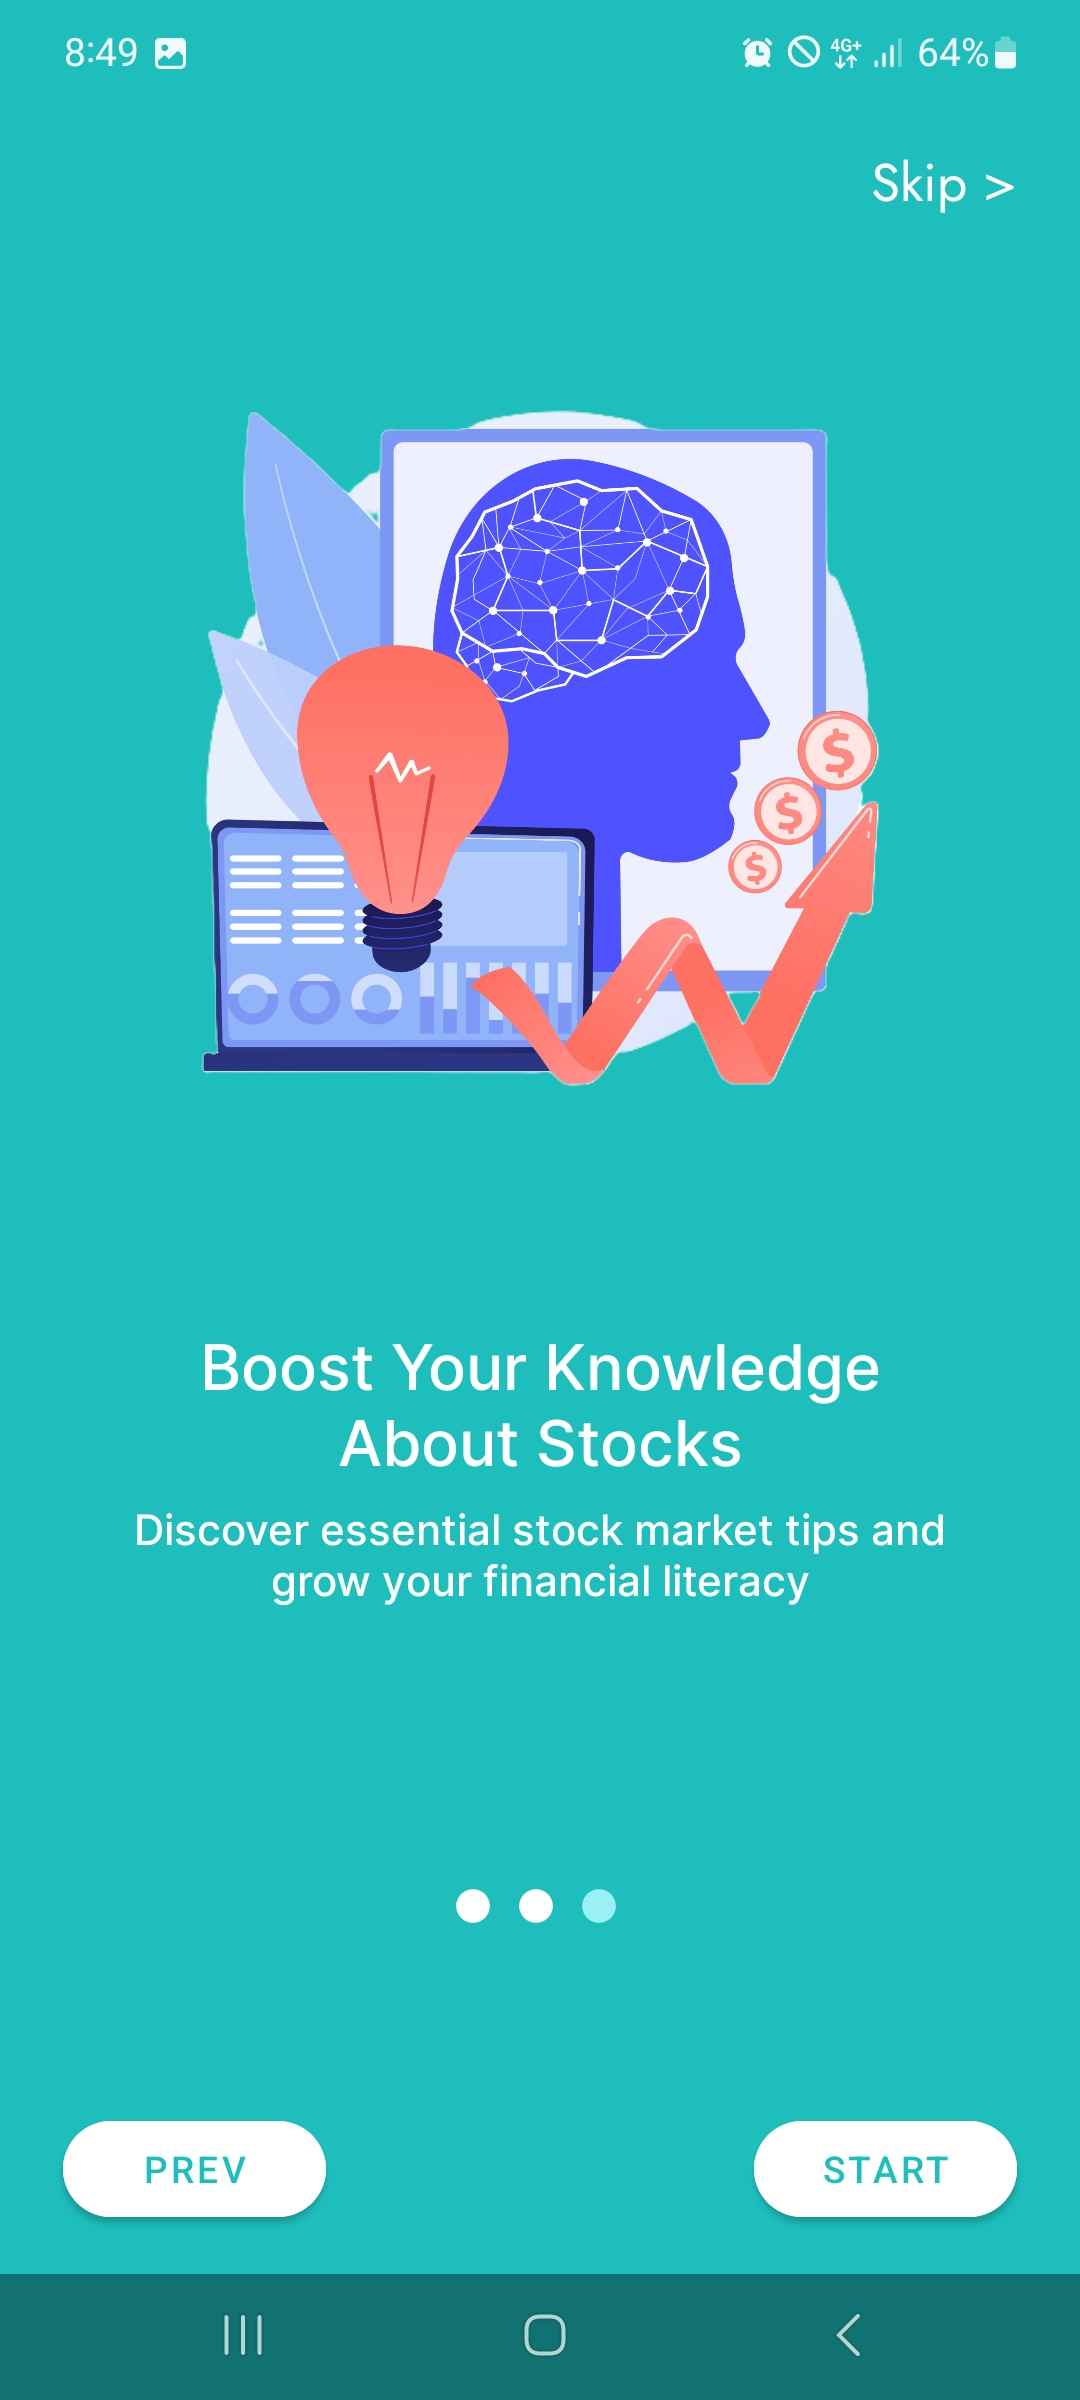 8:49 4G+ 64%
Skip >
$
$
$
Boost Your Knowledge
About Stocks
Discover essential stock market tips and
grow your financial literacy
PREV START